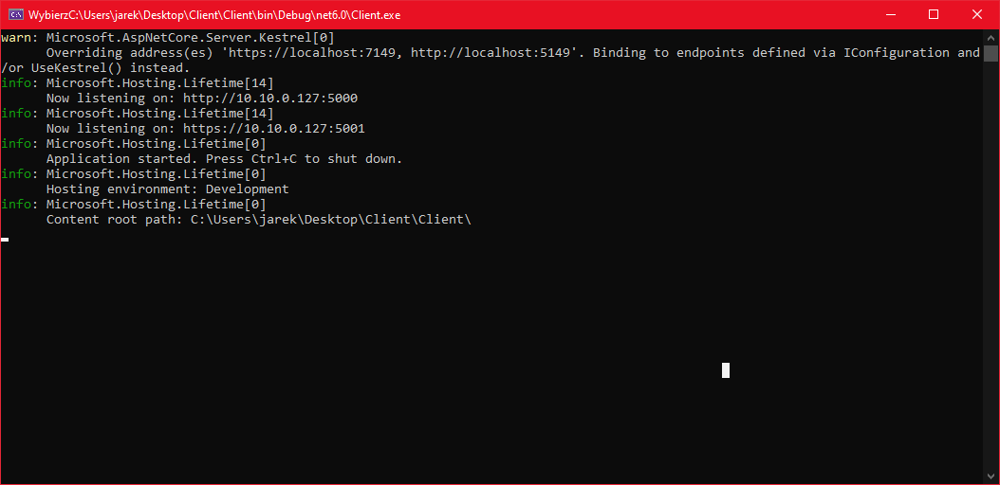 WybierzC:\Users\jarek\Desktop\Client\Client\bin\Debug\net6.0\Client.exe
warn: Microsoft.AspNetCore.Server.Kestrel[0]
      Overriding address(es) 'https://localhost:7149, http://localhost:5149'. Binding to endpoints defined via IConfiguration and
/or UseKestrel() instead.
info: Microsoft.Hosting.Lifetime[14]
      Now listening on: http://10.10.0.127:5000
info: Microsoft.Hosting.Lifetime[14]
      Now listening on: https://10.10.0.127:5001
info: Microsoft.Hosting.Lifetime[0]
      Application started. Press Ctrl+C to shut down.
info: Microsoft.Hosting.Lifetime[0]
      Hosting environment: Development
info: Microsoft.Hosting.Lifetime[0]
      Content root path: C:\Users\jarek\Desktop\Client\Client\